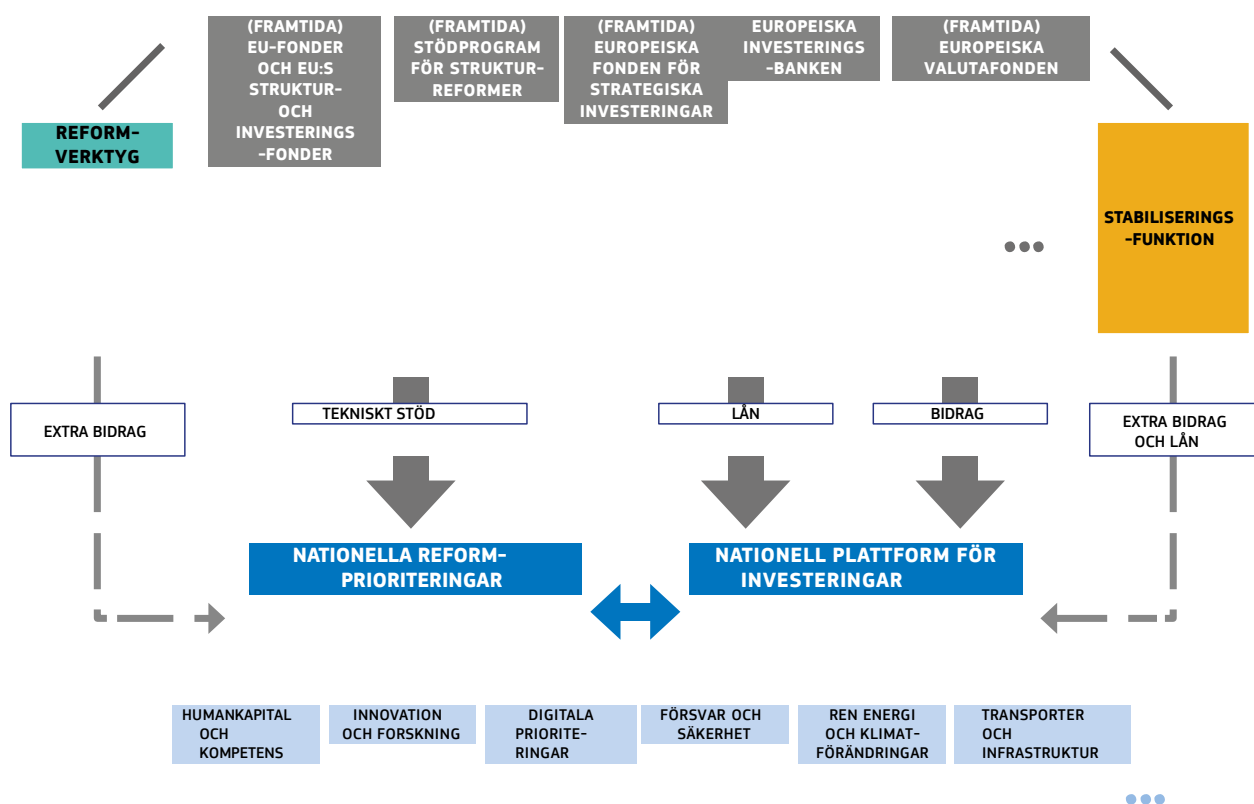 (FRAMTIDA)
EU-FONDER
OCH EU:S
STRUKTUR-
OCH
INVESTERINGS
-FONDER
(FRAMTIDA)
STÖDPROGRAM
FÖR STRUKTUR-
REFORMER
(FRAMTIDA)
EUROPEISKA
FONDEN FÖR
STRATEGISKA
INVESTERINGAR
EUROPEISKA
INVESTERINGS
-BANKEN
(FRAMTIDA)
EUROPEISKA
VALUTAFONDEN
REFORM-
VERKTYG
STABILISERINGS
-FUNKTION
•••
EXTRA BIDRAG
TEKNISKT STÖD
LÅN
BIDRAG
EXTRA BIDRAG
OCH LÅN
NATIONELLA REFORM-
PRIORITERINGAR
NATIONELL PLATTFORM FÖR
INVESTERINGAR
HUMANKAPITAL
OCH
KOMPETENS
INNOVATION
OCH FORSKNING
DIGITALA
PRIORITE-
RINGAR
FÖRSVAR OCH
SÄKERHET
REN ENERGI
OCH KLIMAT-
FÖRÄNDRINGAR
TRANSPORTER
OCH
INFRASTRUKTUR
•••